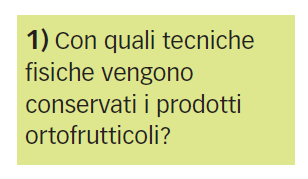 1) Con quali tecniche
fisiche vengono
conservati i prodotti
ortofrutticoli?